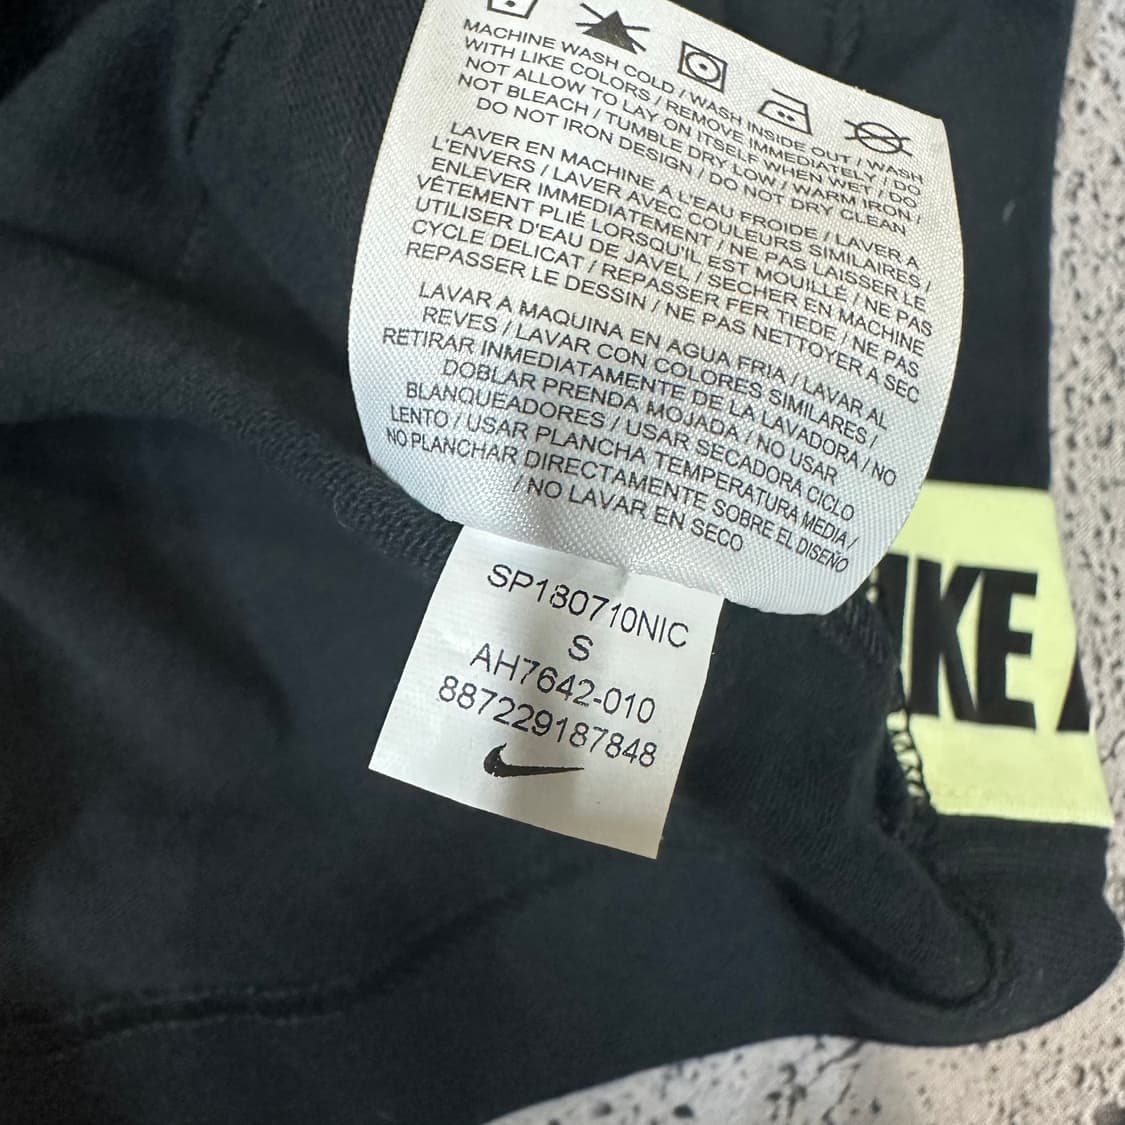 MACHINE WASH COLD / WASH INSIDE OUT / WASH
WITH LIKE COLORS / REMOVE IMMEDIATELY / DO
NOT ALLOW TO LAY ON ITSELF WHEN WET / DO
NOT BLEACH / TUMBLE DRY, LOW / WARM IRON /
DO NOT IRON DESIGN / DO NOT DRY CLEAN
LAVER EN MACHINE A L'EAU FROIDE / LAVER A
L'ENVERS / LAVER AVEC COULEURS SIMILAIRES /
ENLEVER IMMEDIATEMENT / NE PAS LAISSER LE
VÊTEMENT PLIÉ LORSQU'IL EST MOUILLÉ / NE PAS
UTILISER D'EAU DE JAVEL / SECHER EN MACHINE
CYCLE DELICAT / REPASSER FER TIEDE / NE PAS
REPASSER LE DESSIN / NE PAS NETTOYER A SEC
LAVAR A MAQUINA EN AGUA FRIA / LAVAR AL
REVES / LAVAR CON COLORES SIMILARES /
RETIRAR INMEDIATAMENTE DE LA LAVADORA / NO
DOBLAR PRENDA MOJADA / NO USAR
BLANQUEADORES / USAR SECADORA CICLO
LENTO / USAR PLANCHA TEMPERATURA MEDIA /
NO PLANCHAR DIRECTAMENTE SOBRE EL DISEÑO
/ NO LAVAR EN SECO
SP180710NIC
S
AH7642-010
887229187848
IKE